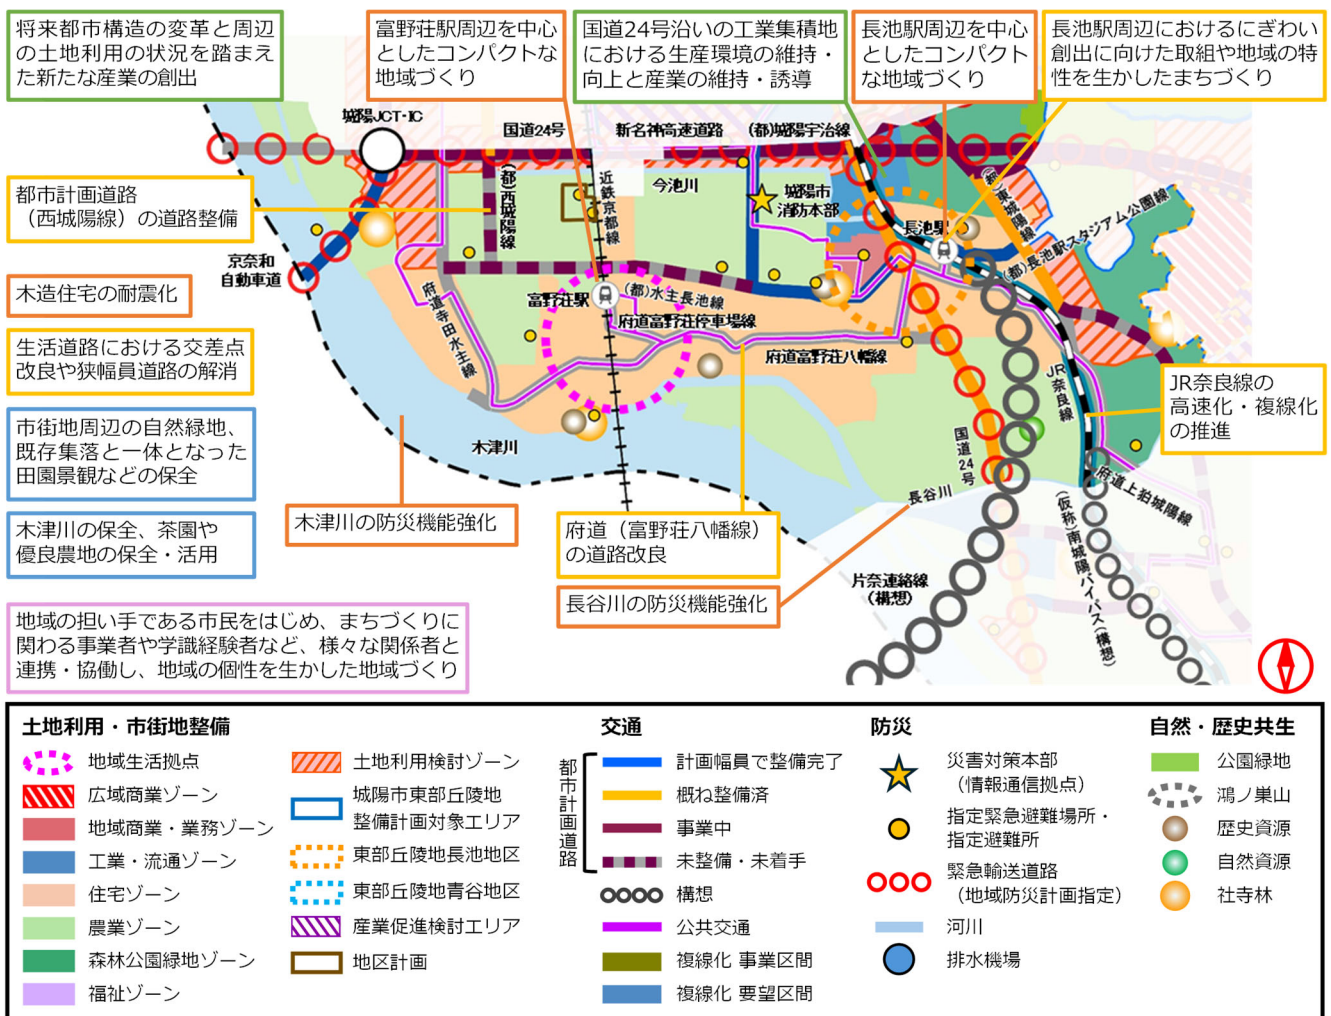 将来都市構造の変革と周辺
の土地利用の状況を踏まえ
た新たな産業の創出
富野荘駅周辺を中心
としたコンパクトな
地域づくり
国道24号沿いの工業集積地
における生産環境の維持・
向上と産業の維持・誘導
長池駅周辺を中心
としたコンパクト
な地域づくり
長池駅周辺におけるにぎわい
創出に向けた取組や地域の特
性を生かしたまちづくり
城陽JCT・IC
国道24号
新名神高速道路
(都)城陽宇治線
都市計画道路
（西城陽線）の道路整備
(都)西城陽線
近鉄京都線
今池川
城陽市
消防本部
長池駅
(都)東城陽線
(都)長池駅スタジアム公園線
京奈和
自動車道
木造住宅の耐震化
府道寺田水主線
富野荘駅
(都)水主長池線
府道富野荘停車場線
府道富野荘八幡線
生活道路における交差点
改良や狭幅員道路の解消
JR奈良線
JR奈良線の
高速化・複線化
の推進
市街地周辺の自然緑地、
既存集落と一体となった
田園景観などの保全
木津川
国道24号
長谷川
府道上狛城陽線
木津川の防災機能強化
府道（富野荘八幡線）
の道路改良
木津川の保全、茶園や
優良農地の保全・活用
(仮称)南城陽バイパス(構想)
片奈連絡線
(構想)
長谷川の防災機能強化
地域の担い手である市民をはじめ、まちづくりに
関わる事業者や学識経験者など、様々な関係者と
連携・協働し、地域の個性を生かした地域づくり
土地利用・市街地整備
地域生活拠点
広域商業ゾーン
地域商業・業務ゾーン
工業・流通ゾーン
住宅ゾーン
農業ゾーン
森林公園緑地ゾーン
福祉ゾーン
土地利用検討ゾーン
城陽市東部丘陵地
整備計画対象エリア
東部丘陵地長池地区
東部丘陵地青谷地区
産業促進検討エリア
地区計画
交通
都市計画道路
計画幅員で整備完了
概ね整備済
事業中
未整備・未着手
構想
公共交通
複線化 事業区間
複線化 要望区間
防災
災害対策本部
（情報通信拠点）
指定緊急避難場所・
指定避難所
緊急輸送道路
（地域防災計画指定）
河川
排水機場
自然・歴史共生
公園緑地
鴻ノ巣山
歴史資源
自然資源
社寺林